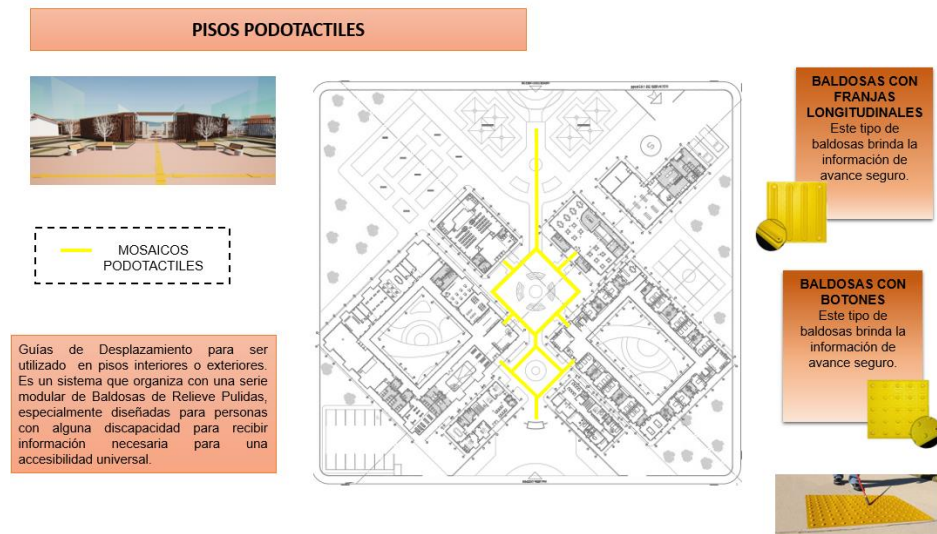 PISOS PODOTACTILES
MOSAICOS
PODOTACTILES
Guías de Desplazamiento para ser
utilizado en pisos interiores o exteriores.
Es un sistema que organiza con una serie
modular de Baldosas de Relieve Pulidas,
especialmente diseñadas para personas
con alguna discapacidad para recibir
información necesaria para una
accesibilidad universal.
BALDOSAS CON
FRANJAS
LONGITUDINALES
Este tipo de
baldosas brinda la
información de
avance seguro.
BALDOSAS CON
BOTONES
Este tipo de
baldosas brinda la
información de
avance seguro.